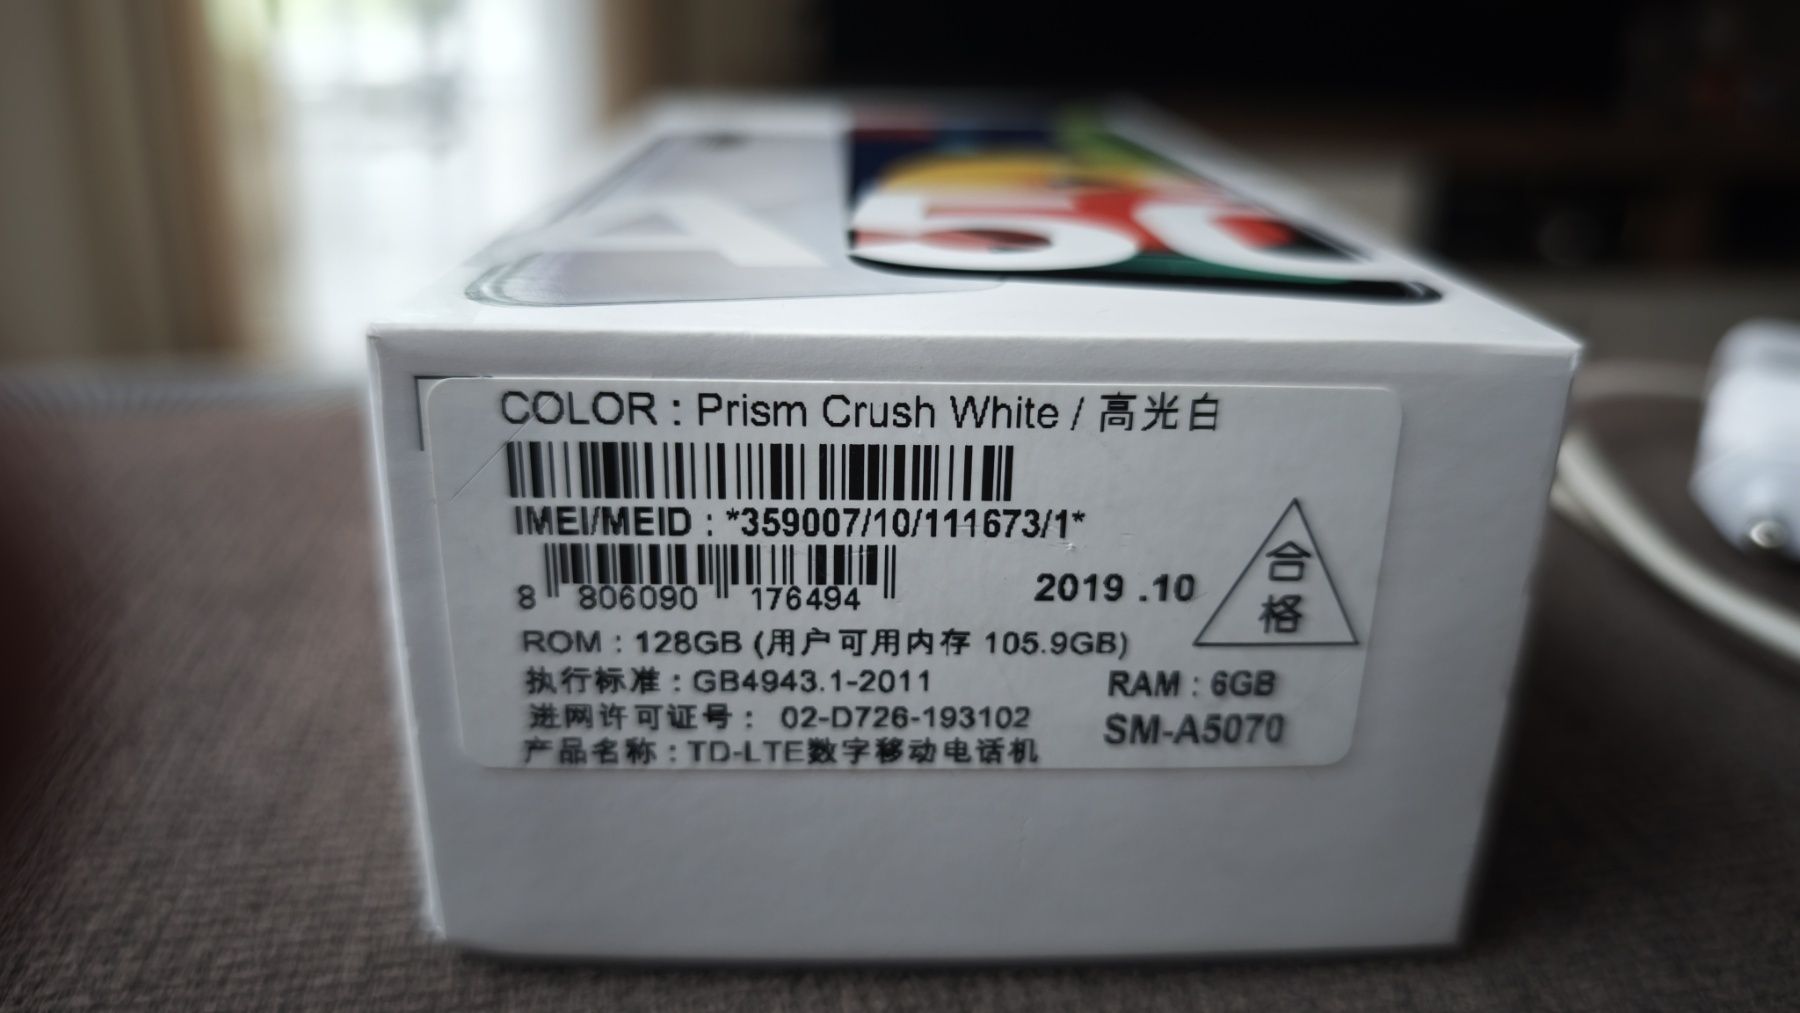 A50
COLOR : Prism Crush White / 高光白
IMEI/MEID : *359007/10/111673/1*
8 806090 176494
2019 .10
合格
ROM : 128GB (用户可用内存 105.9GB)
执行标准 : GB4943.1-2011
RAM : 6GB
进网许可证号 : 02-D726-193102
SM-A5070
产品名称 : TD-LTE数字移动电话机